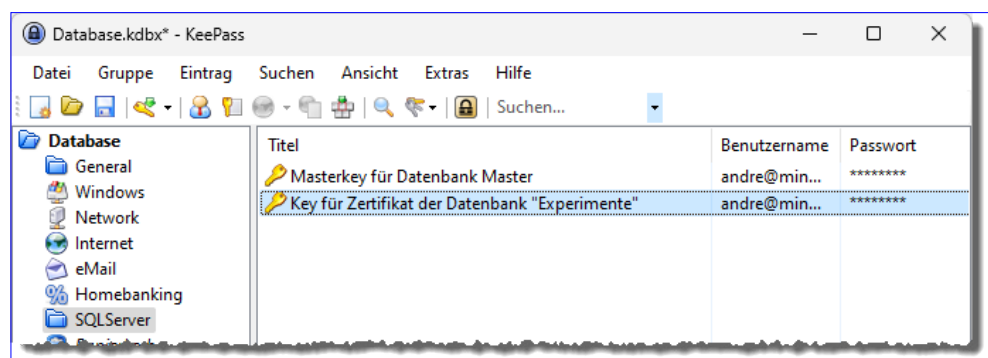 Database.kdbx* - KeePass
Datei Gruppe Eintrag Suchen Ansicht Extras Hilfe
Suchen...
Database
General
Windows
Network
Internet
eMail
Homebanking
SQLServer
Titel Benutzername Passwort
Masterkey für Datenbank Master andre@min... ********
Key für Zertifikat der Datenbank "Experimente" andre@min... ********